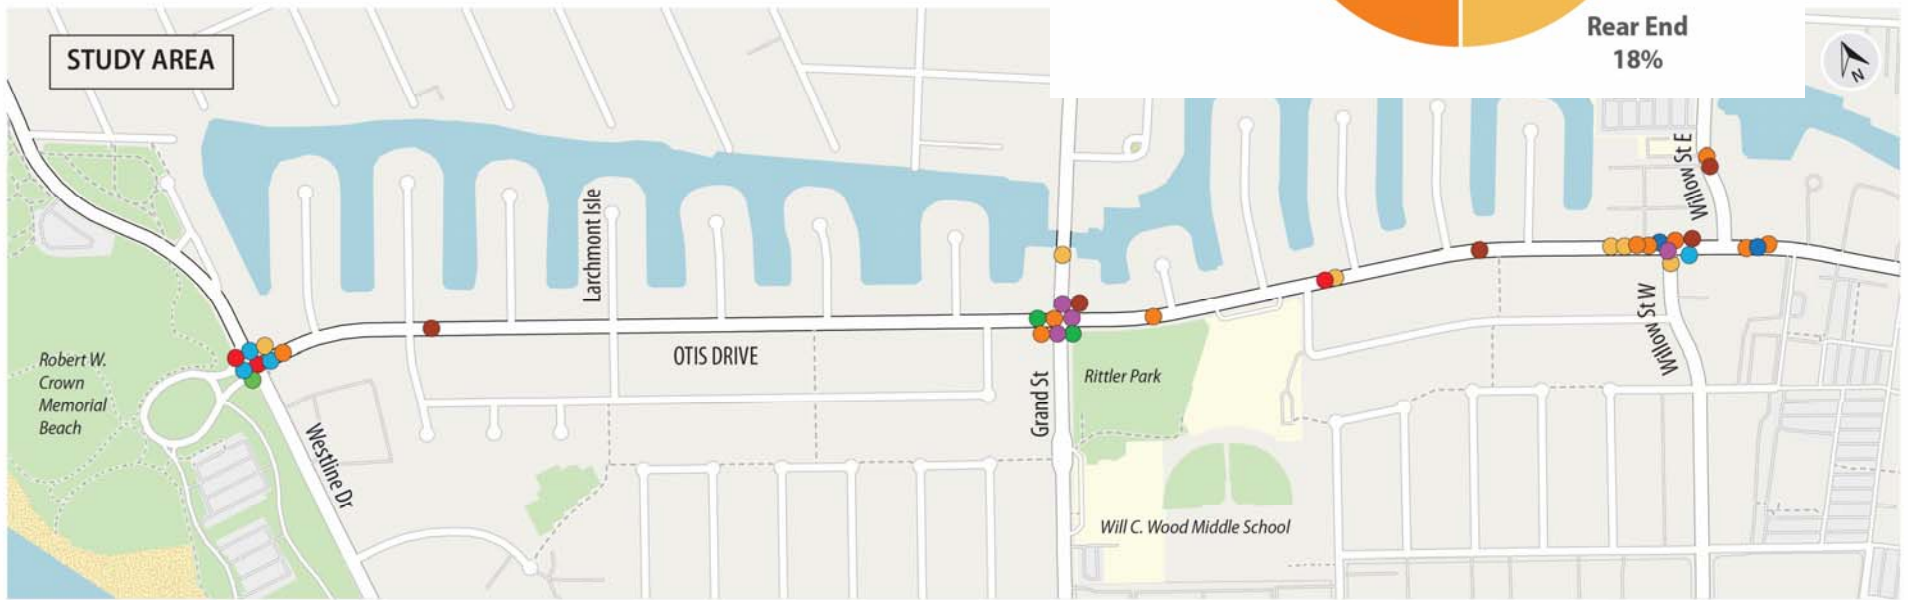 STUDY AREA
Rear End
18%
N
Willow St E
Larchmont Isle
OTIS DRIVE
Robert W.
Crown
Memorial
Beach
Grand St
Rittler Park
Willow St W
Westline Dr
Will C. Wood Middle School